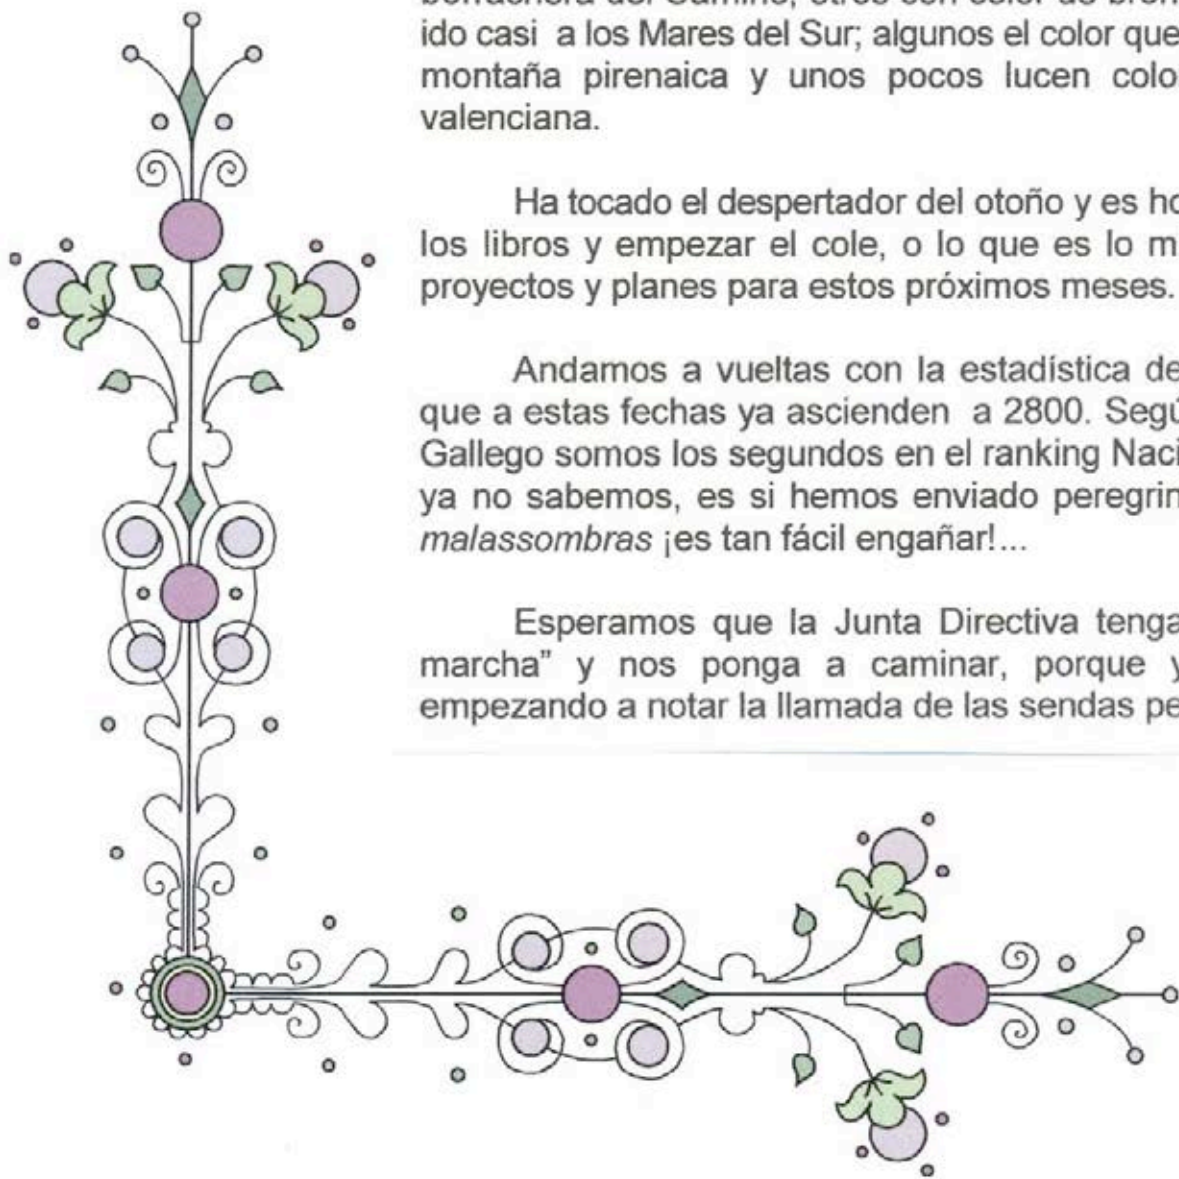 ido casi a los Mares del Sur; algunos el color que
montaña pirenaica y unos pocos lucen colo
valenciana.
Ha tocado el despertador del otoño y es ho
los libros y empezar el cole, o lo que es lo m
proyectos y planes para estos próximos meses.
Andamos a vueltas con la estadística de
que a estas fechas ya ascienden a 2800. Segú
Gallego somos los segundos en el ranking Naci
ya no sabemos, es si hemos enviado peregrin
malassombras ¡es tan fácil engañar!...
Esperamos que la Junta Directiva tenga
marcha” y nos ponga a caminar, porque y
empezando a notar la llamada de las sendas pe